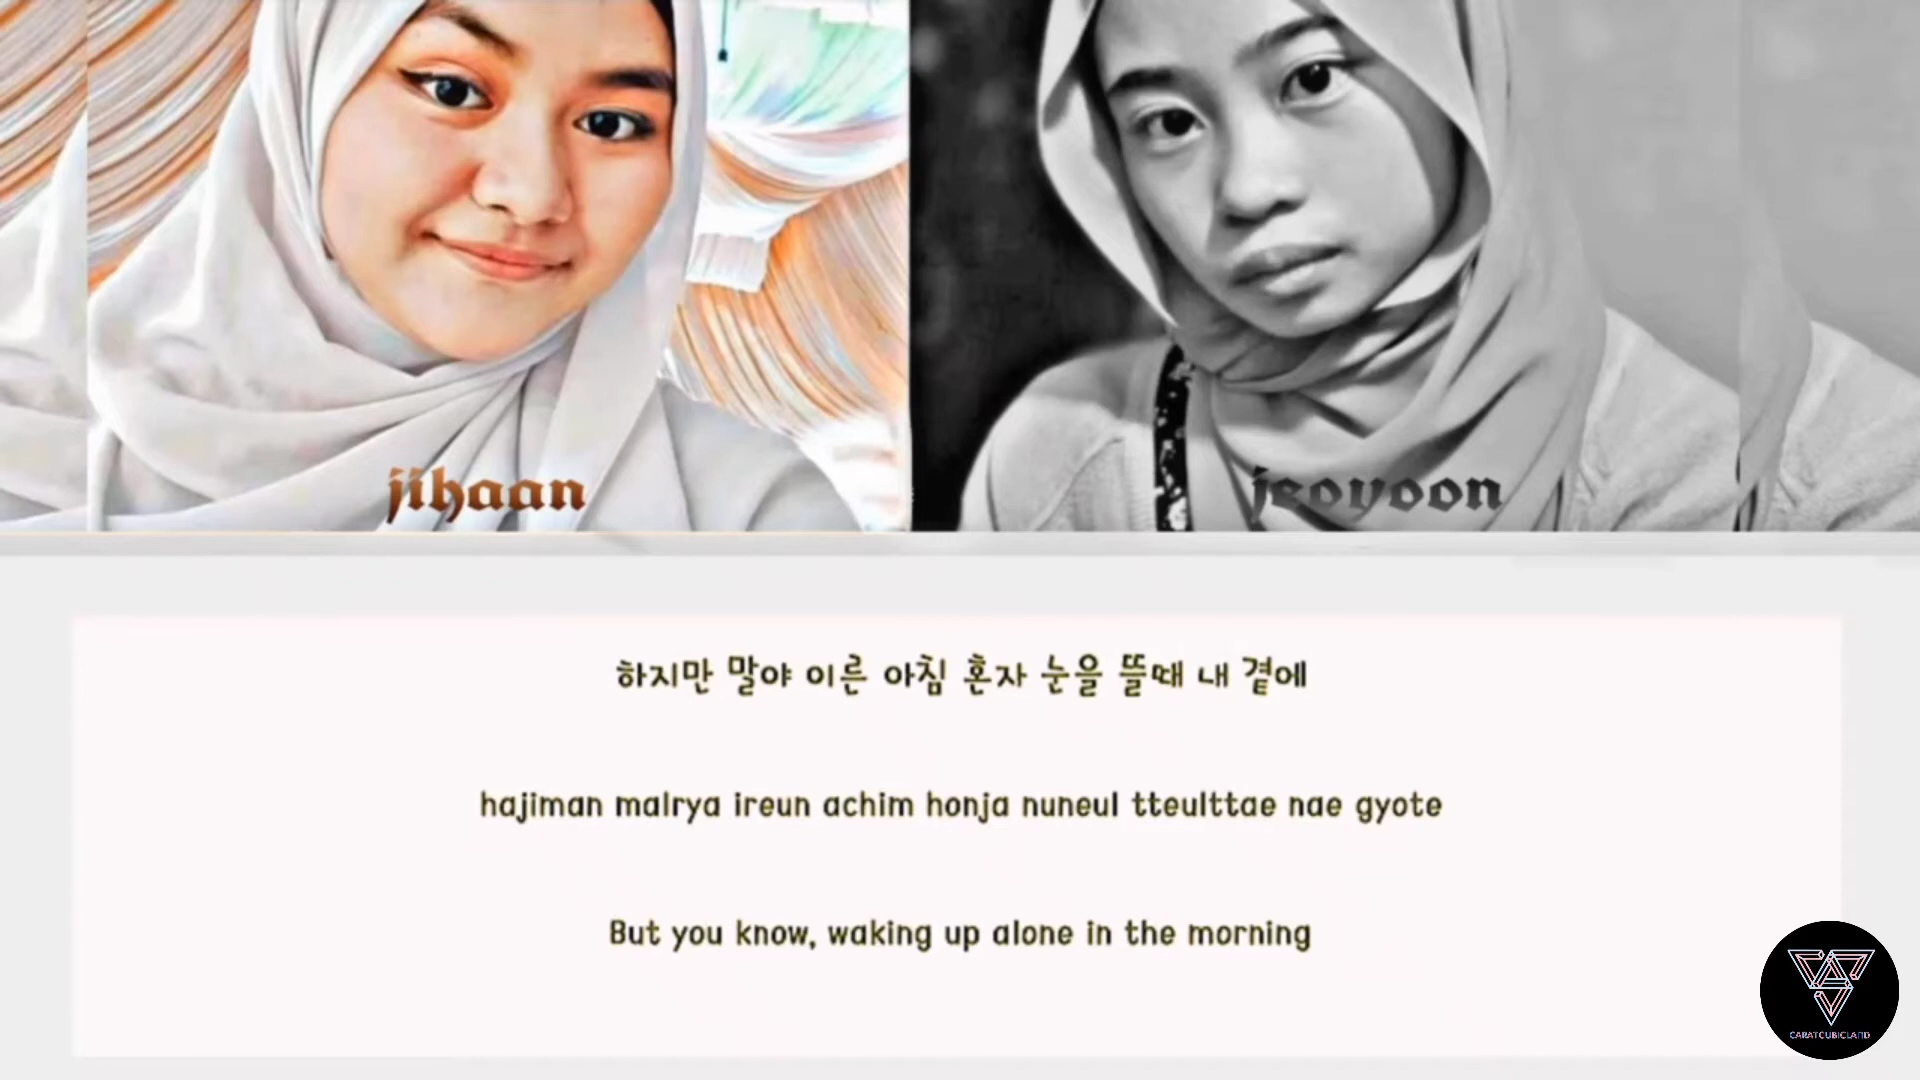 jihaan
jeoyoon
하지만 말야 이른 아침 혼자 눈을 뜰때 내 곁에
hajiman malrya ireun achim honja nuneul tteulttae nae gyote
But you know, waking up alone in the morning
CARATCUBICLAND